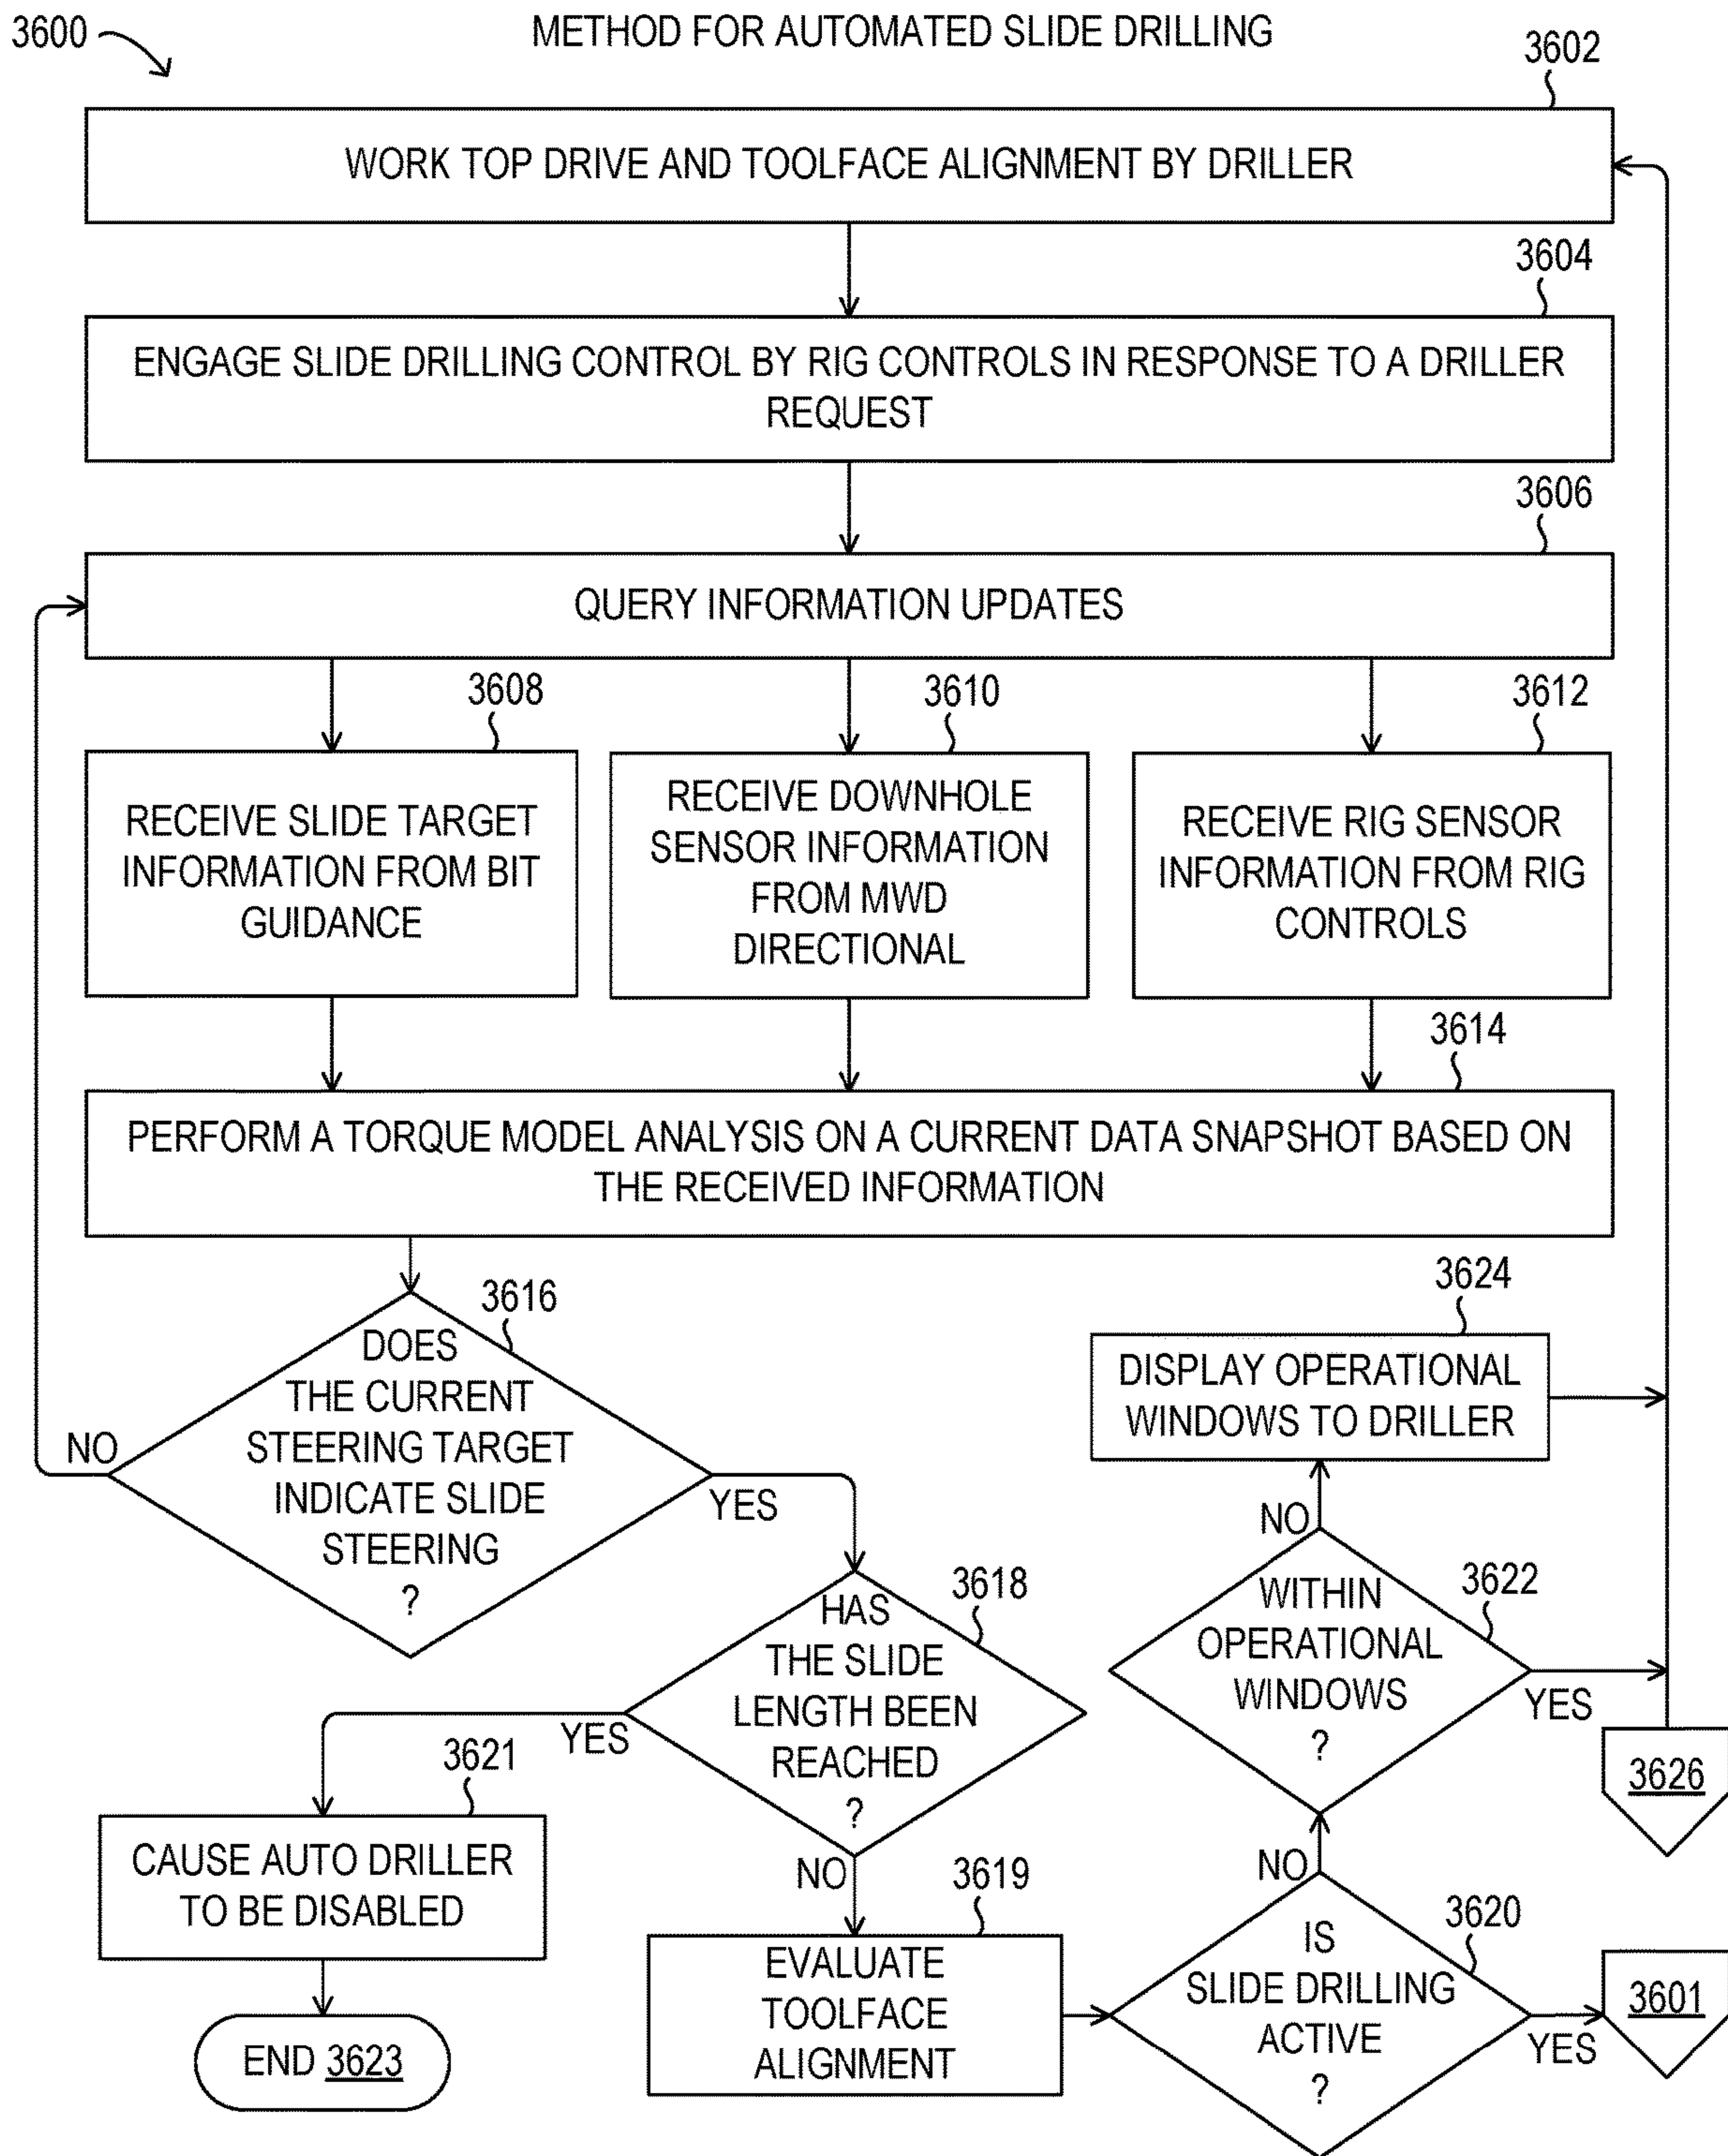 3600
METHOD FOR AUTOMATED SLIDE DRILLING
3602
WORK TOP DRIVE AND TOOLFACE ALIGNMENT BY DRILLER
3604
ENGAGE SLIDE DRILLING CONTROL BY RIG CONTROLS IN RESPONSE TO A DRILLER
REQUEST
3606
QUERY INFORMATION UPDATES
3608
RECEIVE SLIDE TARGET
INFORMATION FROM BIT
GUIDANCE
3610
RECEIVE DOWNHOLE
SENSOR INFORMATION
FROM MWD
DIRECTIONAL
3612
RECEIVE RIG SENSOR
INFORMATION FROM RIG
CONTROLS
3614
PERFORM A TORQUE MODEL ANALYSIS ON A CURRENT DATA SNAPSHOT BASED ON
THE RECEIVED INFORMATION
3616
DOES
THE CURRENT
STEERING TARGET
INDICATE SLIDE
STEERING
?
NO
YES
3618
HAS
THE SLIDE
LENGTH BEEN
REACHED
?
YES
NO
3621
CAUSE AUTO DRILLER
TO BE DISABLED
END 3623
3619
EVALUATE
TOOLFACE
ALIGNMENT
3620
IS
SLIDE DRILLING
ACTIVE
?
NO
YES
3601
3622
WITHIN
OPERATIONAL
WINDOWS
?
NO
YES
3624
DISPLAY OPERATIONAL
WINDOWS TO DRILLER
3626